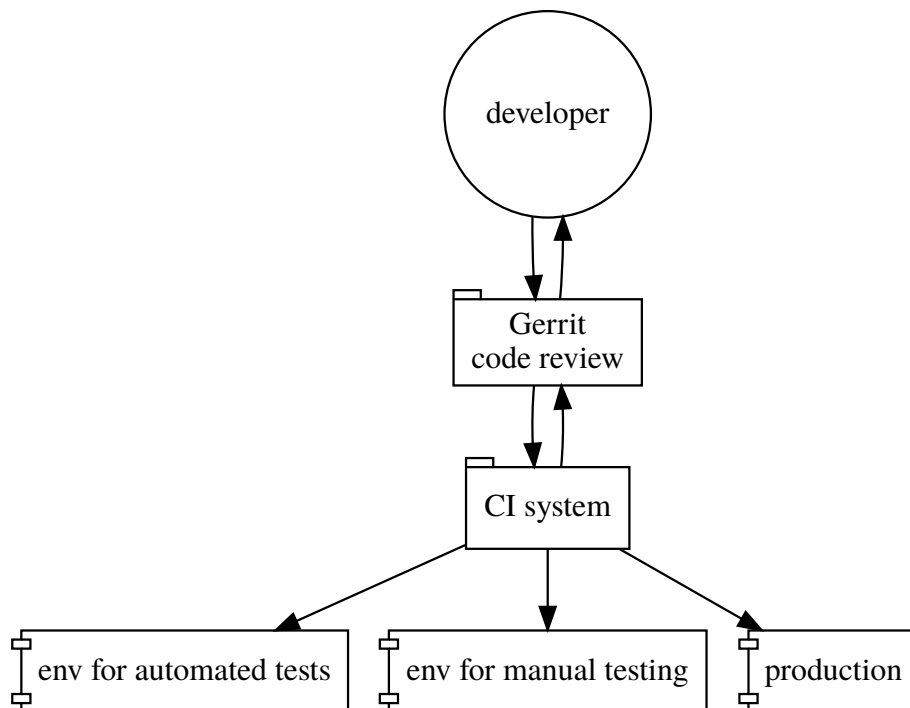 developer
Gerrit
code review
CI system
env for automated tests
env for manual testing
production